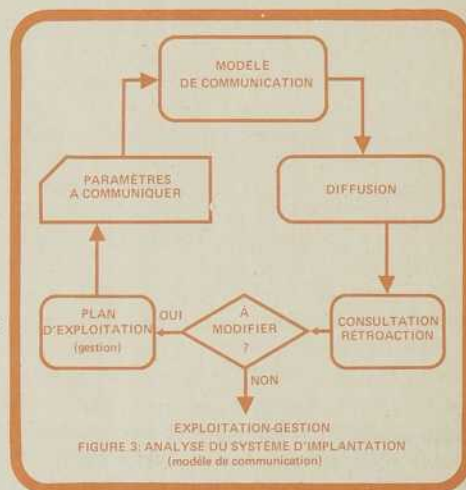 MODÈLE
DE COMMUNICATION
PARAMÈTRES
A COMMUNIQUER
DIFFUSION
PLAN
D'EXPLOITATION
(gestion)
OUI
À
MODIFIER
?
CONSULTATION
RÉTROACTION
NON
EXPLOITATION-GESTION
FIGURE 3: ANALYSE DU SYSTÈME D'IMPLANTATION
(modèle de communication)